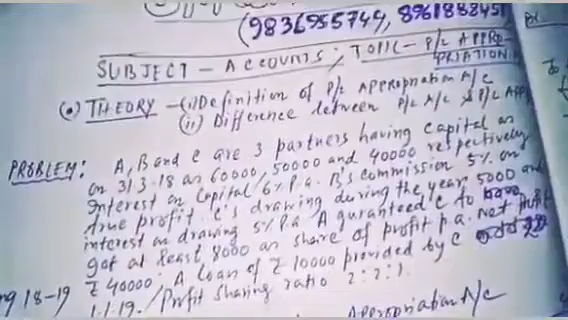 (9836955744, 8961888451
SUBJECT - ACCOUNTS; TOPIC - P/L APPRO-
PRIATION
(•) THEORY - (i) Definition of P/L Appropriation A/c
(ii) Difference between P/L A/c & P/L App
PROBLEM: A, B and C are 3 partners having capital as
on 31.3.18 as 60000, 50000 and 40000 respectively
Interest on Capital 6% p.a. B's commission 5% on
true profit. C's drawing during the year 5000 and
interest on drawing 5% P.a. A guranteed C to
got at least 8000 as share of profit p.a. Net profit
₹ 40000. A loan of ₹ 10000 provided by C
1.1.19. Profit sharing ratio 2:2:1.
18-19
Appropriation A/c